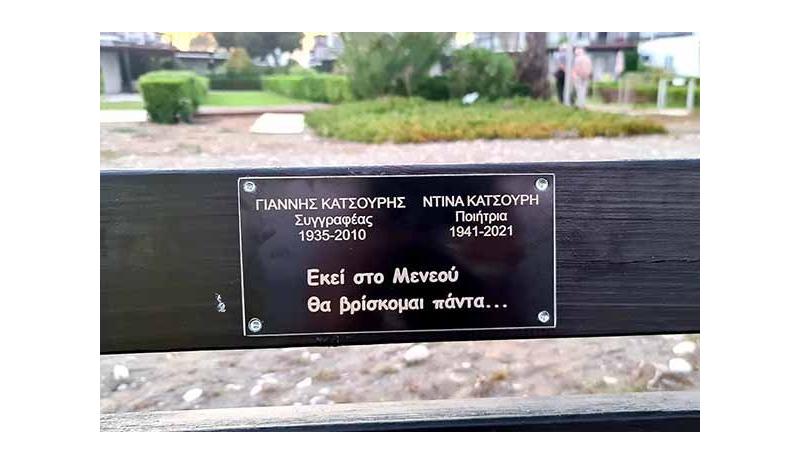 ΓΙΑΝΝΗΣ ΚΑΤΣΟΥΡΗΣ ΝΤΙΝΑ ΚΑΤΣΟΥΡΗ
Συγγραφέας Ποιήτρια
1935-2010 1941-2021
Εκεί στο Μενεού
θα βρίσκομαι πάντα...